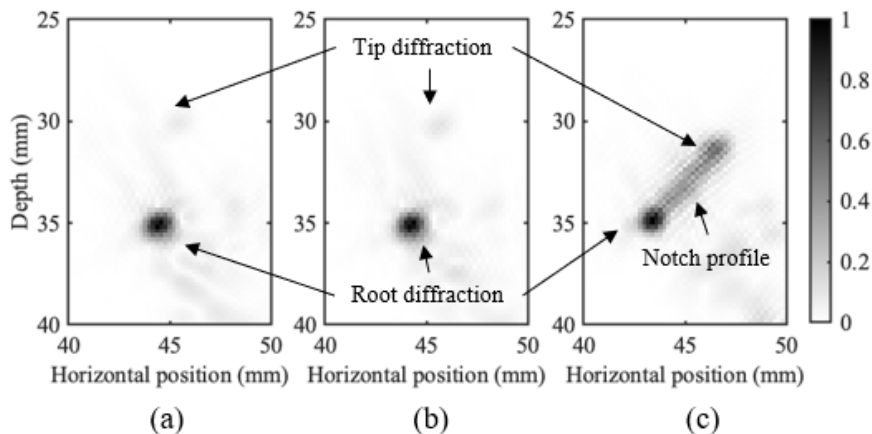 25
25
25
1
Tip diffraction
0.8
30
30
30
0.6
Depth (mm)
35
35
35
0.4
Notch profile
0.2
Root diffraction
40
40
40
0
40
45
50
40
45
50
40
45
50
Horizontal position (mm)
Horizontal position (mm)
Horizontal position (mm)
(a)
(b)
(c)